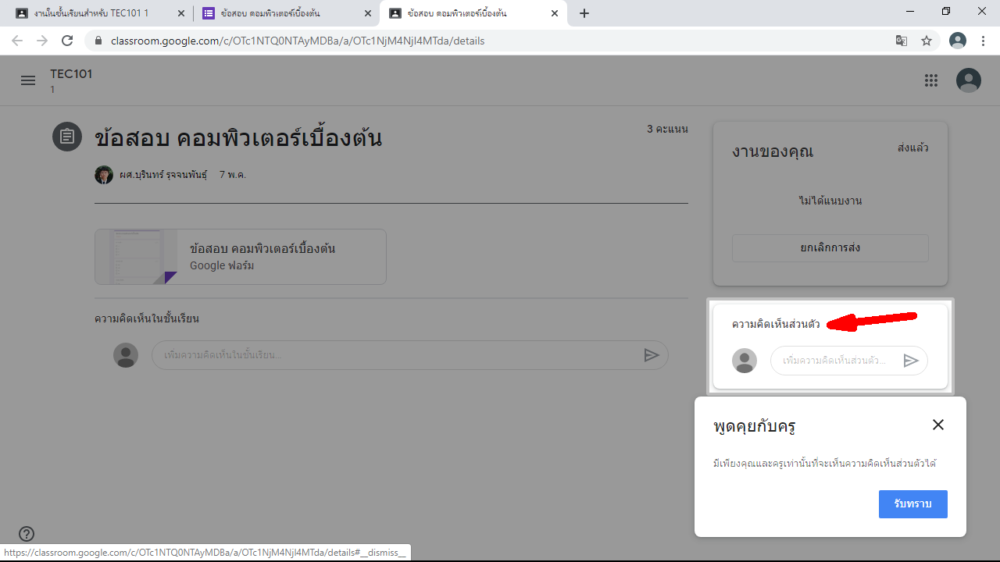 งานในชั้นเรียนสำหรับ TEC101 1
ข้อสอบ คอมพิวเตอร์เบื้องต้น
ข้อสอบ คอมพิวเตอร์เบื้องต้น
classroom.google.com/c/OTc1NTQ0NTAyMDBa/a/OTc1NjM4NjI4MTda/details
TEC101
1
ข้อสอบ คอมพิวเตอร์เบื้องต้น
3 คะแนน
ผศ.บุรินทร์ รุจจนพันธุ์ 7 พ.ค.
ข้อสอบ คอมพิวเตอร์เบื้องต้น
Google ฟอร์ม
ความคิดเห็นในชั้นเรียน
เพิ่มความคิดเห็นในชั้นเรียน...
งานของคุณ
ส่งแล้ว
ไม่ได้แนบงาน
ยกเลิกการส่ง
ความคิดเห็นส่วนตัว
เพิ่มความคิดเห็นส่วนตัว...
พูดคุยกับครู
มีเพียงคุณและครูเท่านั้นที่จะเห็นความคิดเห็นส่วนตัวได้
รับทราบ
https://classroom.google.com/c/OTc1NTQ0NTAyMDBa/a/OTc1NjM4NjI4MTda/details#__dismiss__